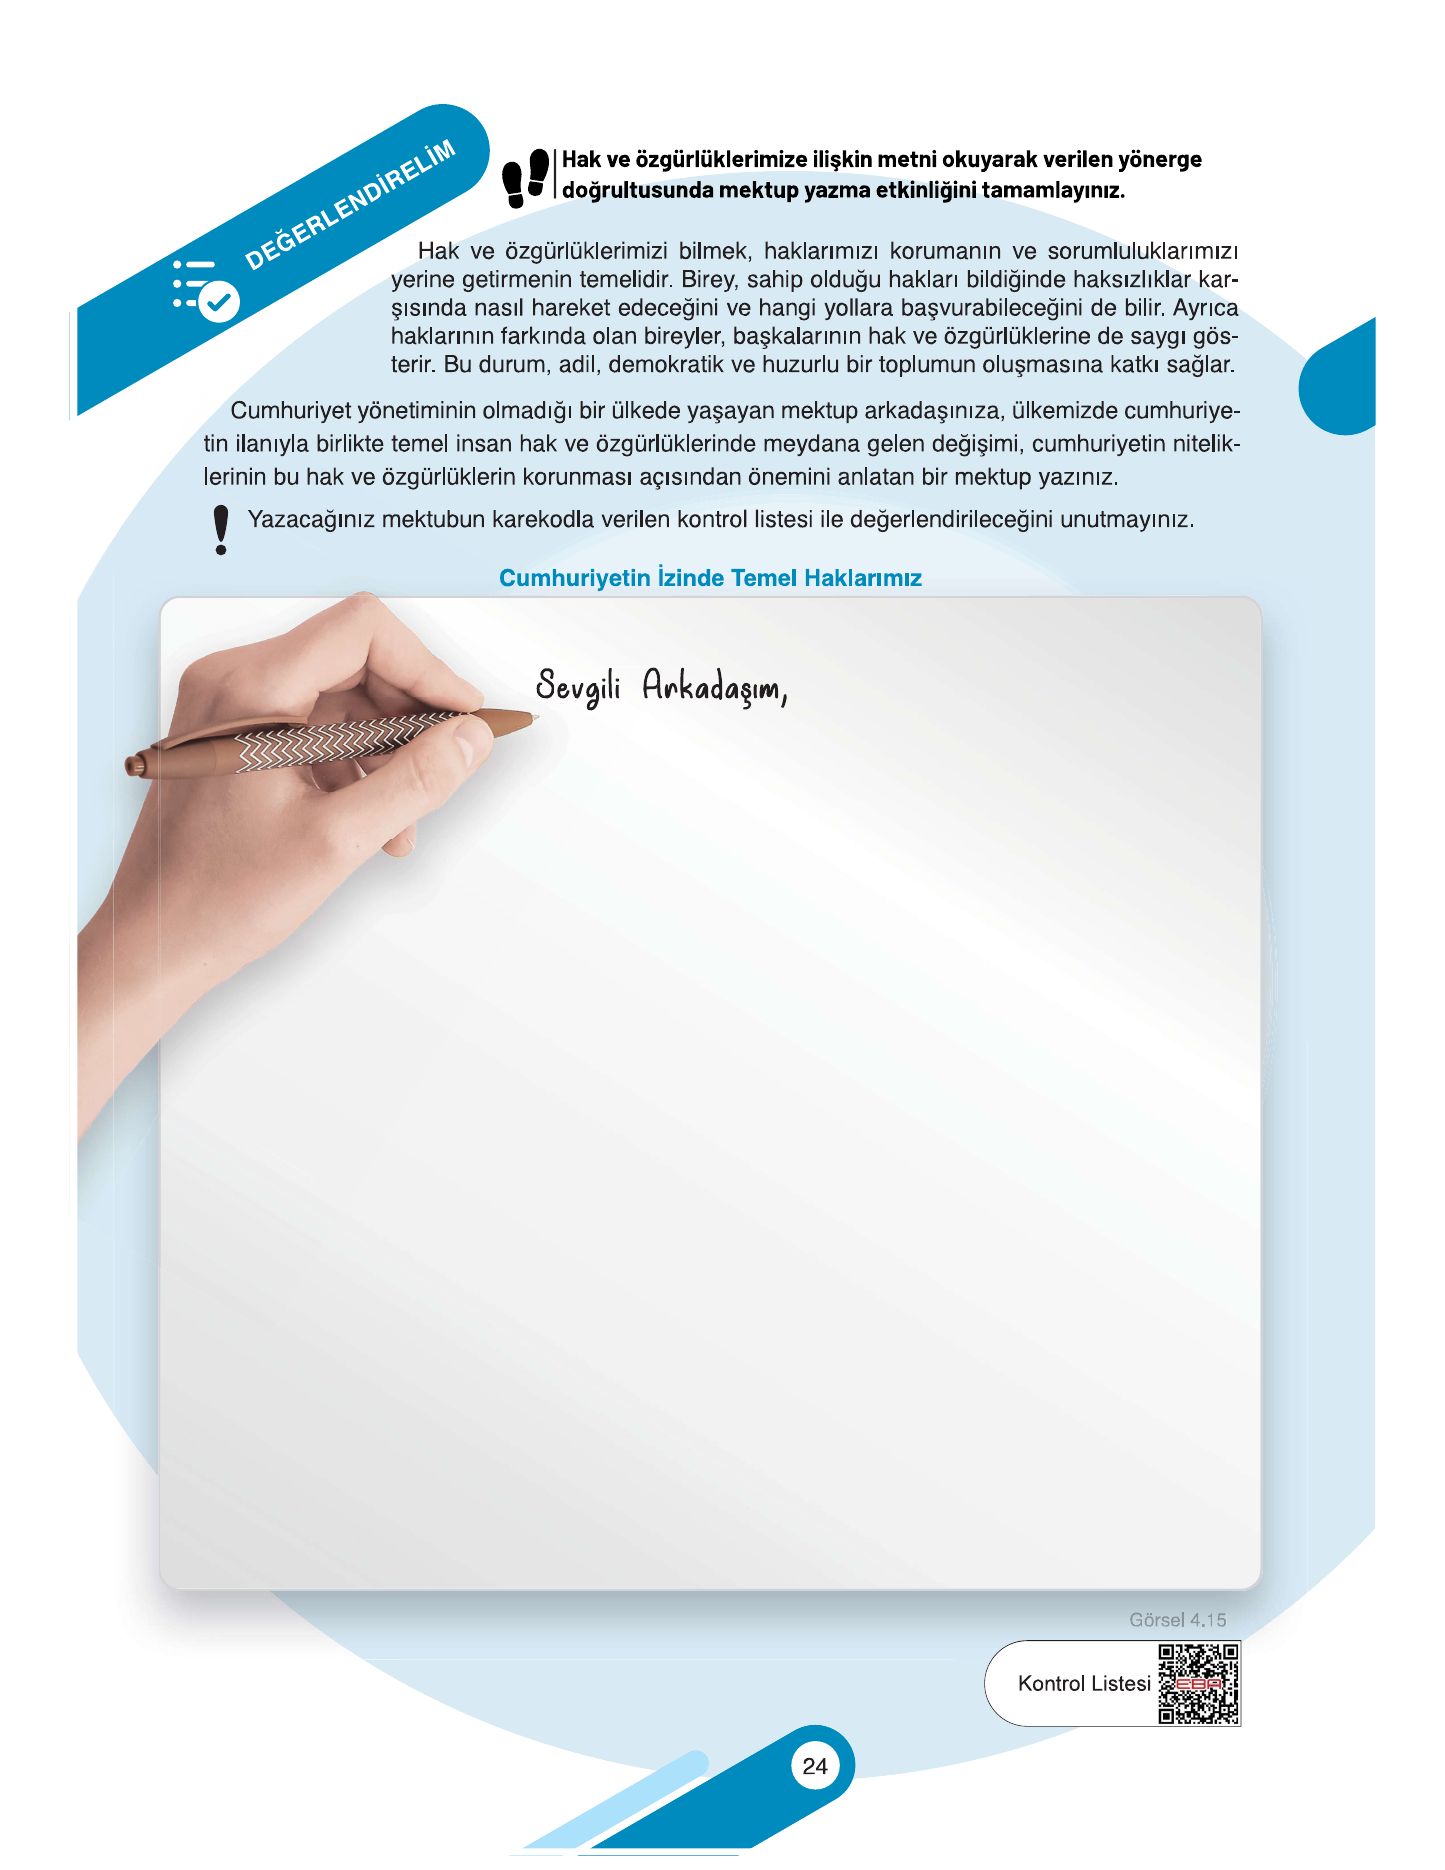 DEĞERLENDİRELİM
Hak ve özgürlüklerimize ilişkin metni okuyarak verilen yönerge
doğrultusunda mektup yazma etkinliğini tamamlayınız.
Hak ve özgürlüklerimizi bilmek, haklarımızı korumanın ve sorumluluklarımızı
yerine getirmenin temelidir. Birey, sahip olduğu hakları bildiğinde haksızlıklar kar-
şısında nasıl hareket edeceğini ve hangi yollara başvurabileceğini de bilir. Ayrıca
haklarının farkında olan bireyler, başkalarının hak ve özgürlüklerine de saygı gös-
terir. Bu durum, adil, demokratik ve huzurlu bir toplumun oluşmasına katkı sağlar.
Cumhuriyet yönetiminin olmadığı bir ülkede yaşayan mektup arkadaşınıza, ülkemizde cumhuriye-
tin ilanıyla birlikte temel insan hak ve özgürlüklerinde meydana gelen değişimi, cumhuriyetin nitelik-
lerinin bu hak ve özgürlüklerin korunması açısından önemini anlatan bir mektup yazınız.
Yazacağınız mektubun karekodla verilen kontrol listesi ile değerlendirileceğini unutmayınız.
Cumhuriyetin İzinde Temel Haklarımız
Sevgili Arkadaşım,
Görsel 4.15
Kontrol Listesi
EBA
24